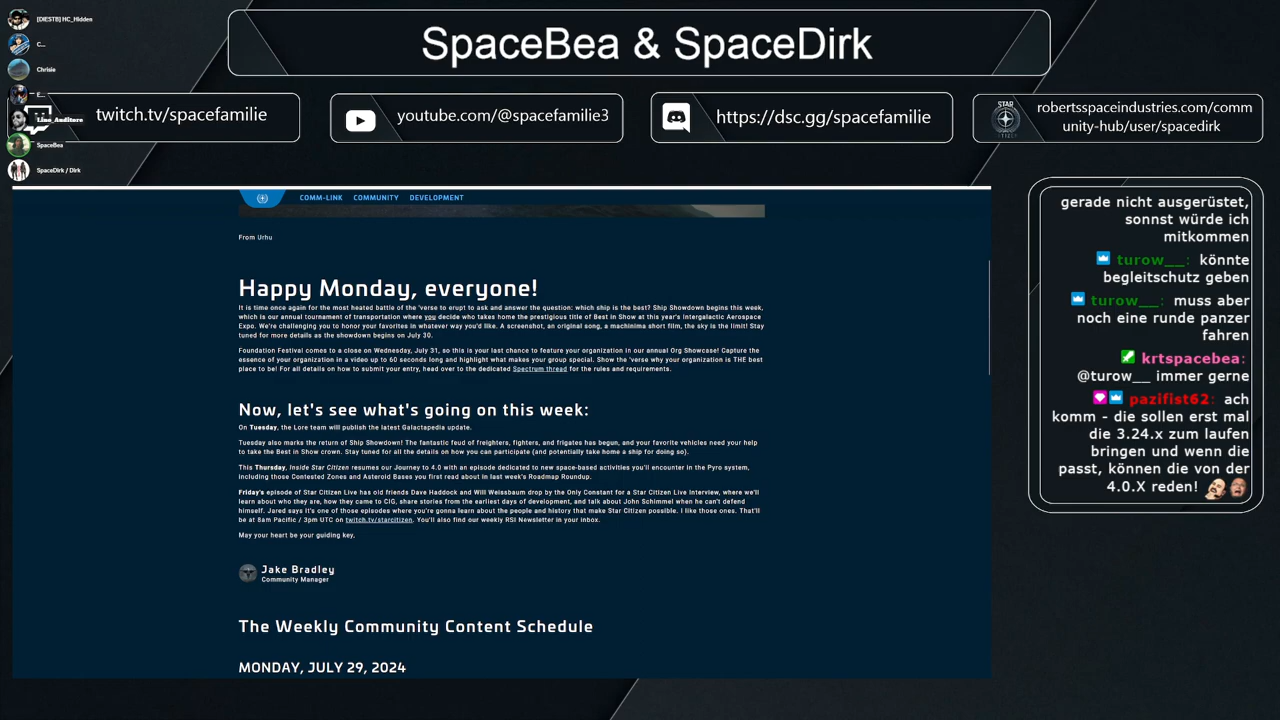 [DIESTB] HC_Hidden
C...
Chrisie
E...
Lino_Auditore
SpaceBea
SpaceDirk / Dirk
SpaceBea & SpaceDirk
twitch.tv/spacefamilie
youtube.com/@spacefamilie3
https://dsc.gg/spacefamilie
robertsspaceindustries.com/comm
unity-hub/user/spacedirk
COMM-LINK COMMUNITY DEVELOPMENT
From Urhu
Happy Monday, everyone!
It is time once again for the most heated battle of the 'verse to erupt to ask and answer the question: which ship is the best? Ship Showdown begins this week,
which is our annual tournament of transportation where you decide who takes home the prestigious title of Best in Show at this year's Intergalactic Aerospace
Expo. We're challenging you to honor your favorites in whatever way you'd like. A screenshot, an original song, a machinima short film, the sky is the limit! Stay
tuned for more details as the showdown begins on July 30.
Foundation Festival comes to a close on Wednesday, July 31, so this is your last chance to feature your organization in our annual Org Showcase! Capture the
essence of your organization in a video up to 60 seconds long and highlight what makes your group special. Show the 'verse why your organization is THE best
place to be! For all details on how to submit your entry, head over to the dedicated Spectrum thread for the rules and requirements.
Now, let's see what's going on this week:
On Tuesday, the Lore team will publish the latest Galactapedia update.
Tuesday also marks the return of Ship Showdown! The fantastic feud of freighters, fighters, and frigates has begun, and your favorite vehicles need your help
to take the Best in Show crown. Stay tuned for all the details on how you can participate (and potentially take home a ship for doing so).
This Thursday, Inside Star Citizen resumes our Journey to 4.0 with an episode dedicated to new space-based activities you'll encounter in the Pyro system,
including those Contested Zones and Asteroid Bases you first read about in last week's Roadmap Roundup.
Friday's episode of Star Citizen Live has old friends Dave Haddock and Will Weissbaum drop by the Only Constant for a Star Citizen Live Interview, where we'll
learn about who they are, how they came to CIG, share stories from the earliest days of development, and talk about John Schimmel when he can't defend
himself. Jared says it's one of those episodes where you're gonna learn about the people and history that make Star Citizen possible. I like those ones. That'll
be at 8am Pacific / 3pm UTC on twitch.tv/starcitizen. You'll also find our weekly RSI Newsletter in your inbox.
May your heart be your guiding key.
Jake Bradley
Community Manager
The Weekly Community Content Schedule
MONDAY, JULY 29, 2024
gerade nicht ausgerüstet,
sonnst würde ich
mitkommen
turow__: könnte
begleitschutz geben
turow__: muss aber
noch eine runde panzer
fahren
krtspacebea:
@turow__ immer gerne
pazifist62: ach
komm - die sollen erst mal
die 3.24.x zum laufen
bringen und wenn die
passt, können die von der
4.0.X reden!